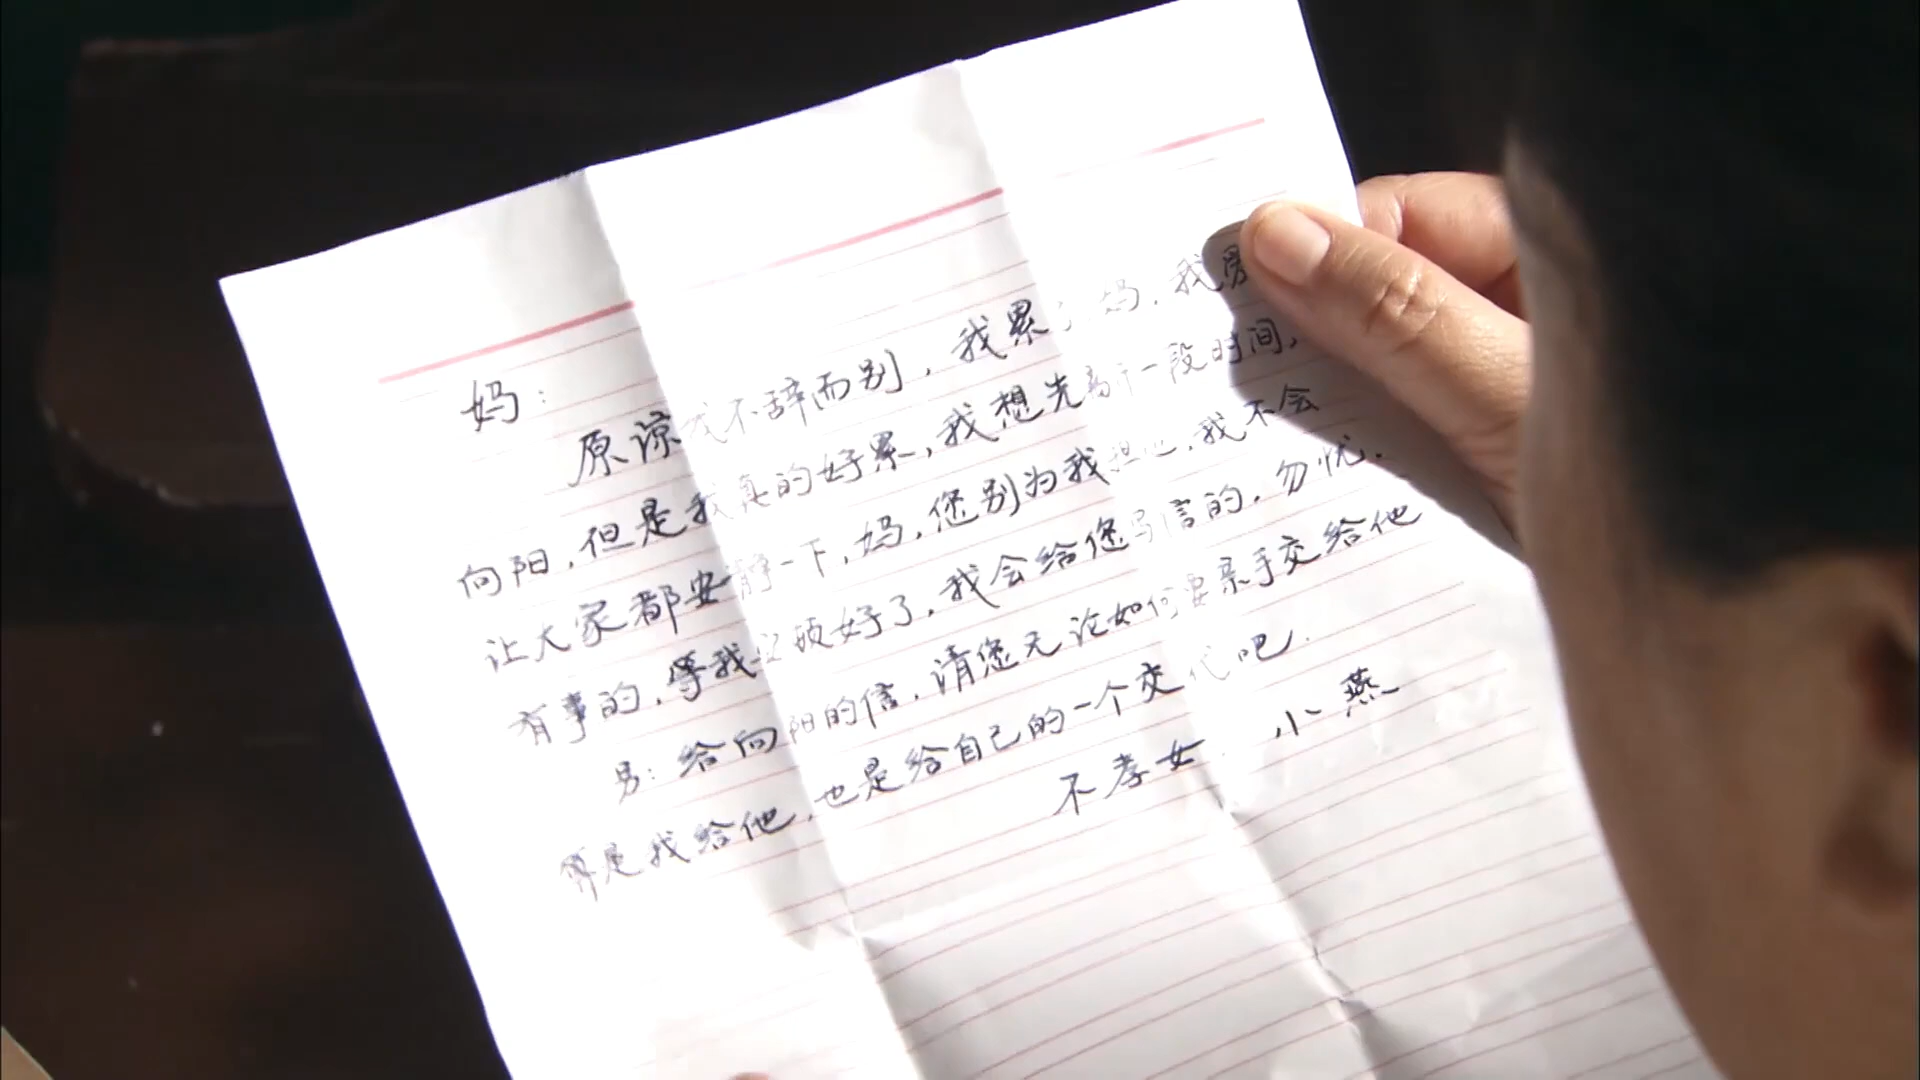 妈：
原谅我不辞而别，我累了妈，我男
向阳，但是我真的好累，我想先离开一段时间，
让大家都安静一下，妈，您别为我担心，我不会
有事的，等我安顿好了，我会给您写信的，勿忧．
另：给向阳的信，请您无论如何要亲手交给他
算是我给他，也是给自己的一个交代吧．
不孝女．小燕